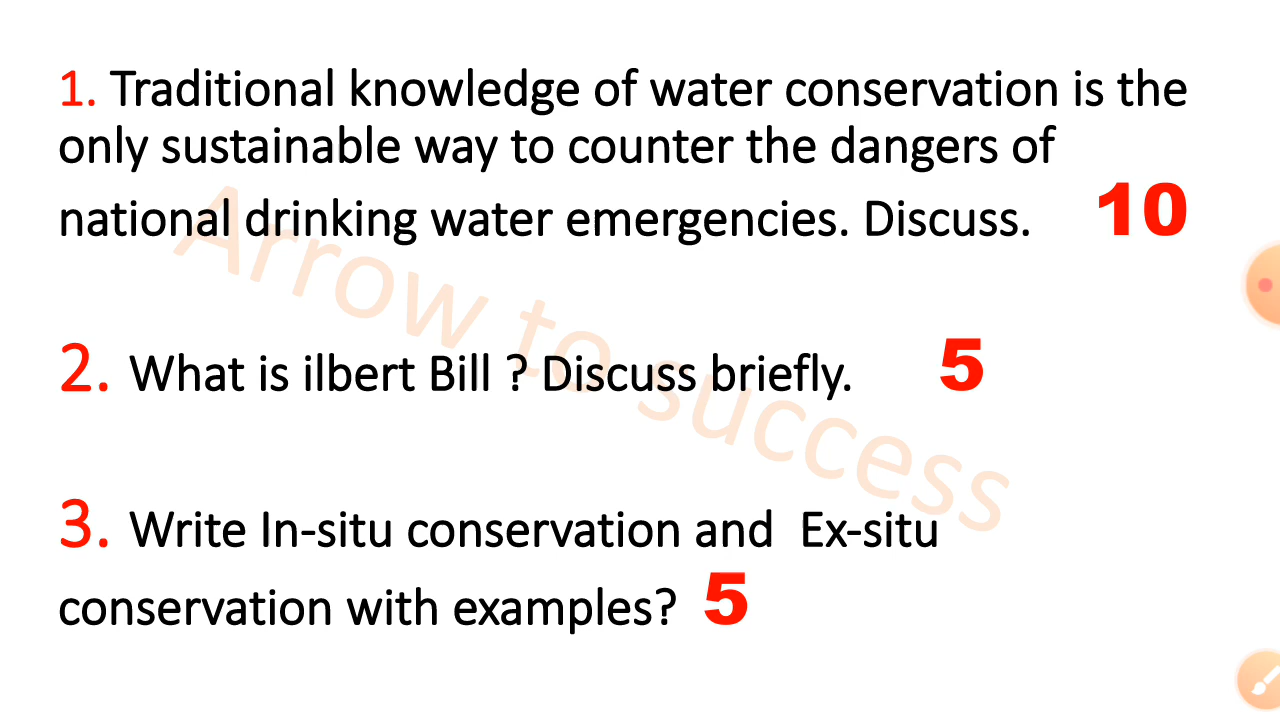 1. Traditional knowledge of water conservation is the
only sustainable way to counter the dangers of
national drinking water emergencies. Discuss. 10
2. What is ilbert Bill ? Discuss briefly. 5
3. Write In-situ conservation and Ex-situ
conservation with examples? 5
Arrow to success